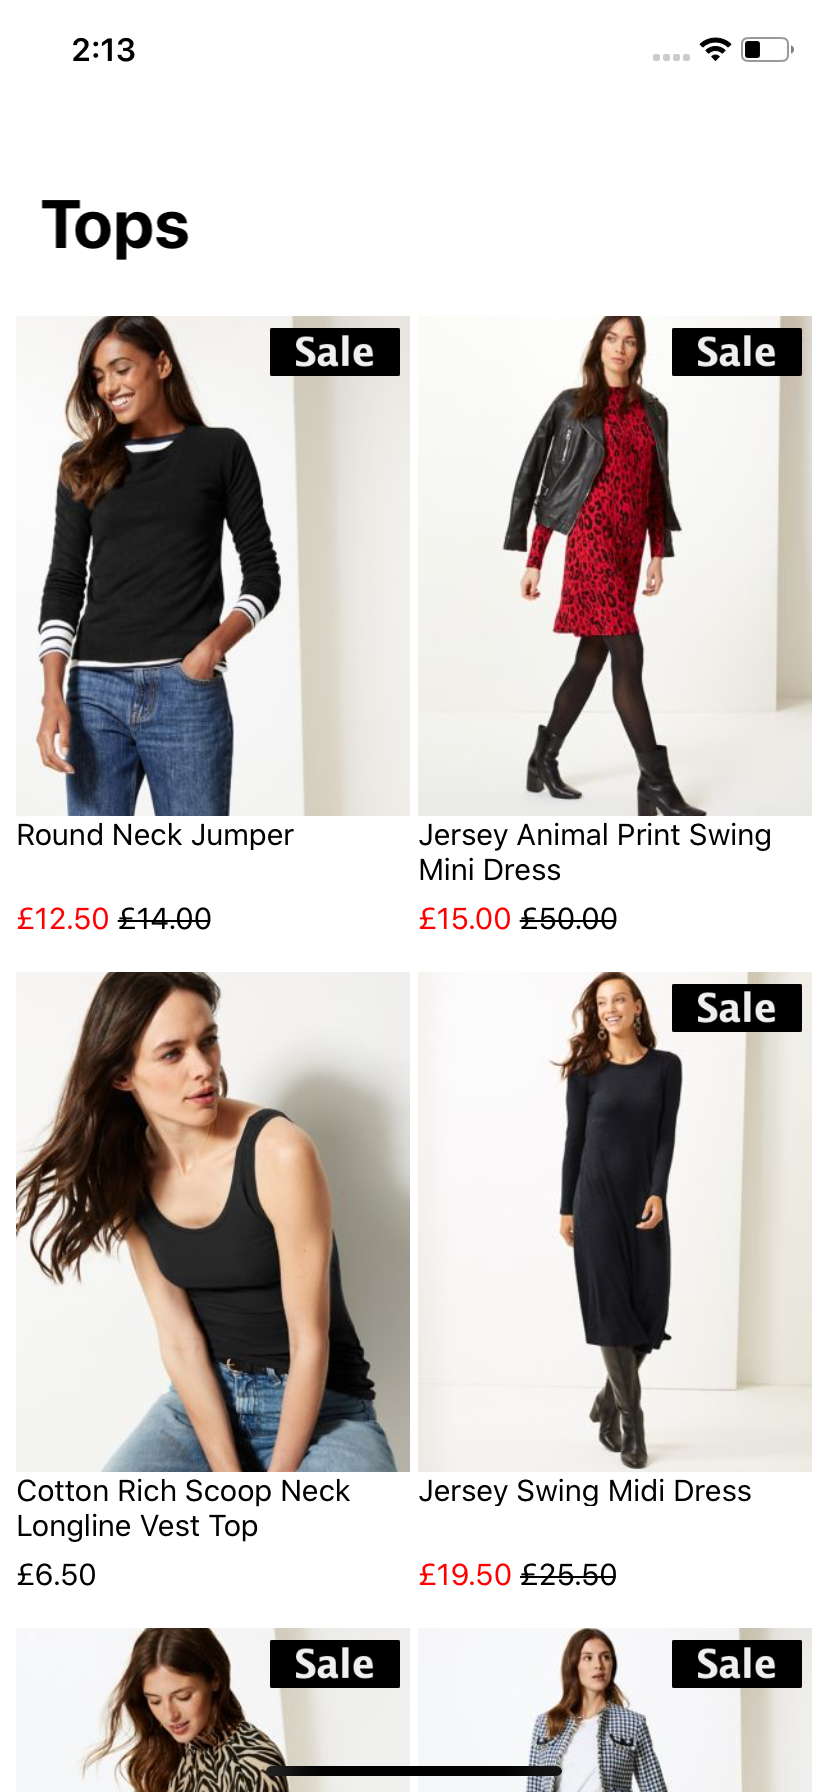 2:13
Tops
Sale
Sale
Round Neck Jumper
£12.50 £14.00
Jersey Animal Print Swing
Mini Dress
£15.00 £50.00
Sale
Cotton Rich Scoop Neck
Longline Vest Top
£6.50
Jersey Swing Midi Dress
£19.50 £25.50
Sale
Sale